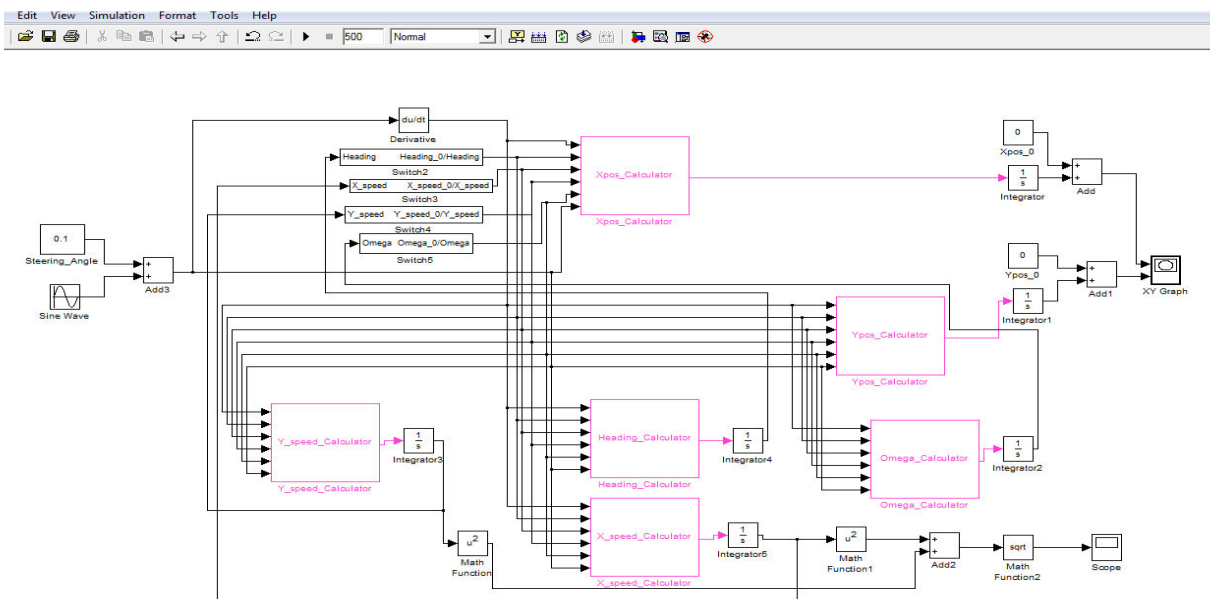 Edit View Simulation Format Tools Help
500 Normal
du/dt
Derivative
Heading Heading_0/Heading
Switch2
X_speed X_speed_0/X_speed
Switch3
Y_speed Y_speed_0/Y_speed
Switch4
Omega Omega_0/Omega
Switch5
Xpos_Calculator
Xpos_Calculator
0
Xpos_0
1
s
Integrator
+
+
Add
0.1
Steering_Angle
Sine Wave
+
+
Add3
0
Ypos_0
1
s
Integrator1
+
+
Add1
XY Graph
Ypos_Calculator
Ypos_Calculator
Y_speed_Calculator
Y_speed_Calculator
1
s
Integrator3
Heading_Calculator
Heading_Calculator
1
s
Integrator4
Omega_Calculator
Omega_Calculator
1
s
Integrator2
u2
Math
Function
X_speed_Calculator
X_speed_Calculator
1
s
Integrator5
u2
Math
Function1
+
+
Add2
sqrt
Math
Function2
Scope